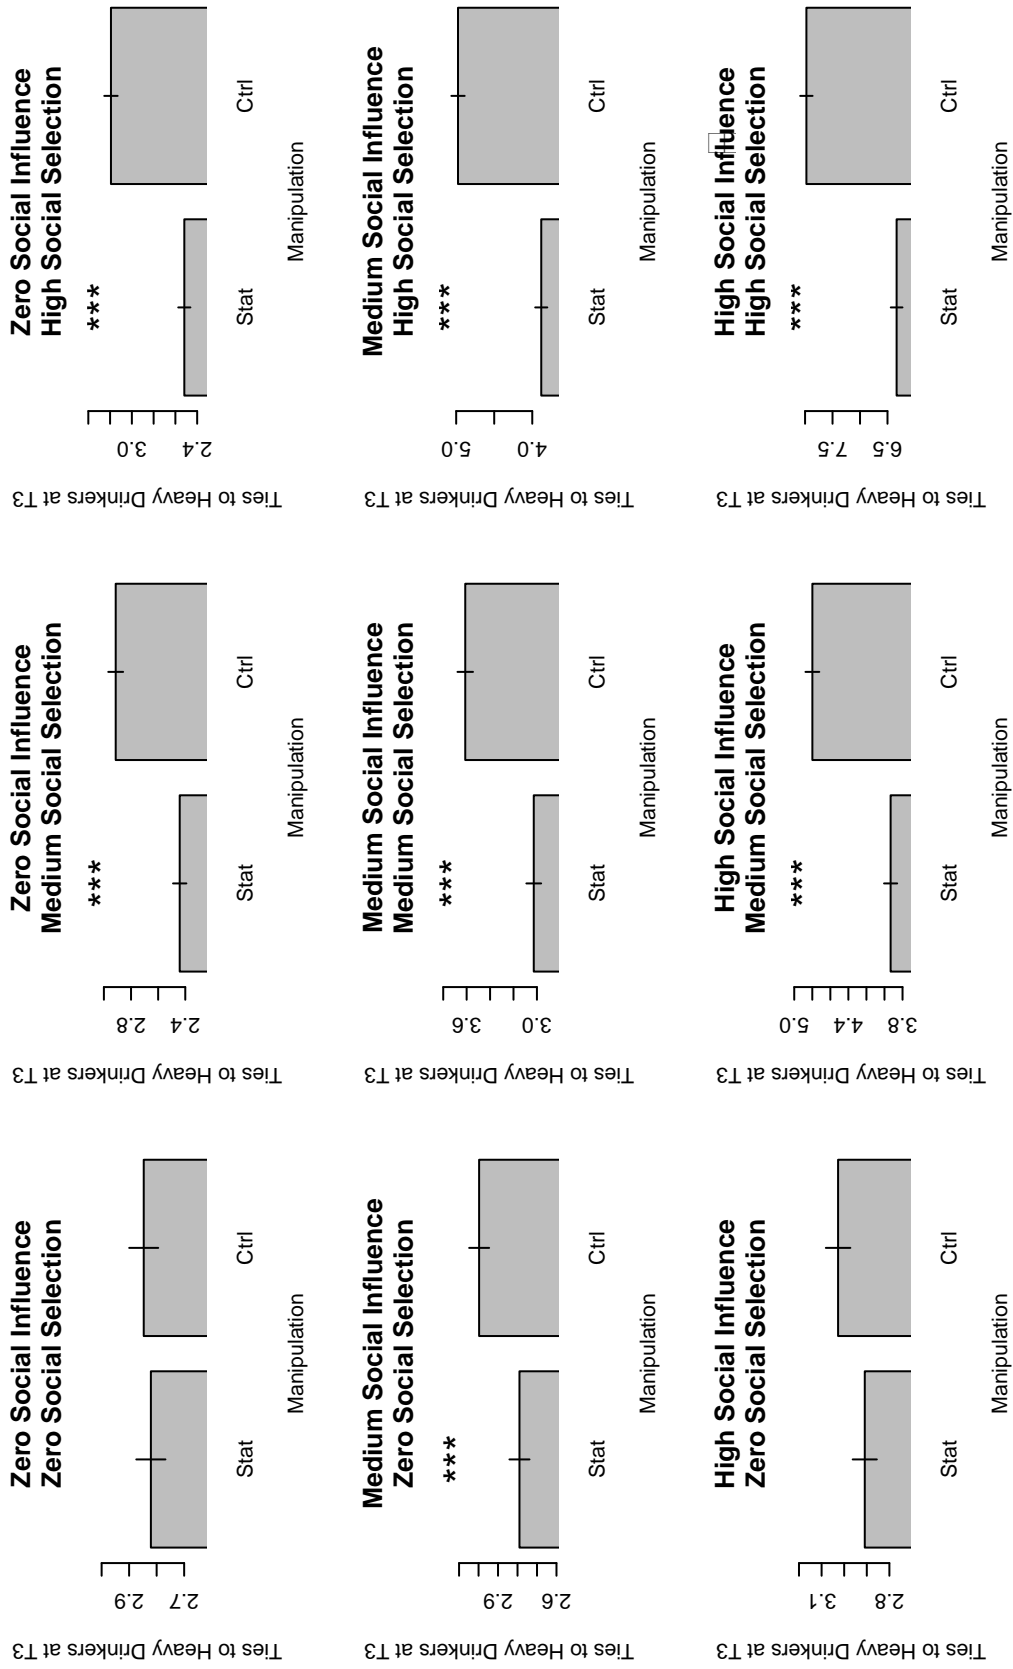 Zero Social Influence
Zero Social Selection
Ties to Heavy Drinkers at T3
2.7
2.9
Stat
Ctrl
Manipulation
Zero Social Influence
Medium Social Selection
Ties to Heavy Drinkers at T3
2.4
2.8
***
Stat
Ctrl
Manipulation
Zero Social Influence
High Social Selection
Ties to Heavy Drinkers at T3
2.4
3.0
***
Stat
Ctrl
Manipulation
Medium Social Influence
Zero Social Selection
Ties to Heavy Drinkers at T3
2.6
2.9
***
Stat
Ctrl
Manipulation
Medium Social Influence
Medium Social Selection
Ties to Heavy Drinkers at T3
3.0
3.6
***
Stat
Ctrl
Manipulation
Medium Social Influence
High Social Selection
Ties to Heavy Drinkers at T3
4.0
5.0
***
Stat
Ctrl
Manipulation
High Social Influence
Zero Social Selection
Ties to Heavy Drinkers at T3
2.8
3.1
Stat
Ctrl
Manipulation
High Social Influence
Medium Social Selection
Ties to Heavy Drinkers at T3
3.8
4.4
5.0
***
Stat
Ctrl
Manipulation
High Social Influence
High Social Selection
Ties to Heavy Drinkers at T3
6.5
7.5
***
Stat
Ctrl
Manipulation